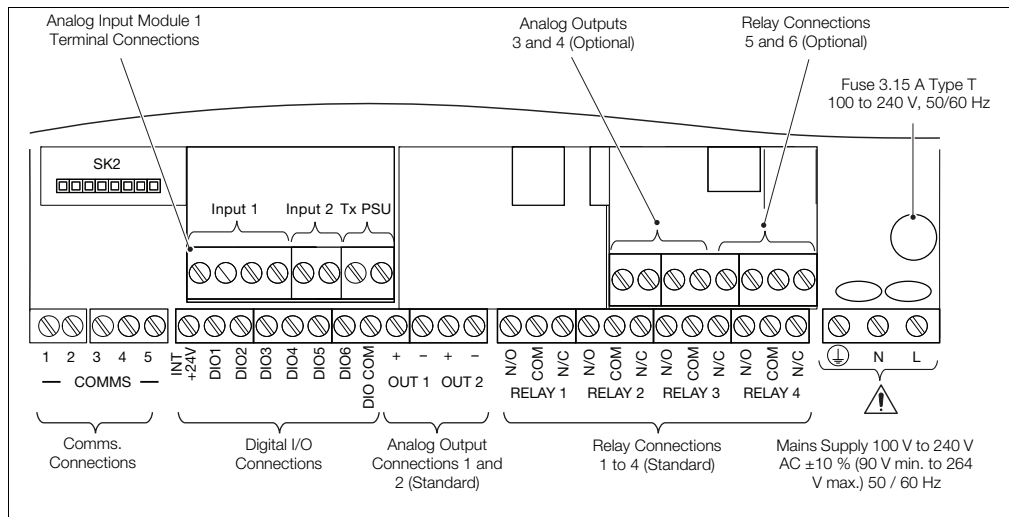 Analog Input Module 1
Terminal Connections
Analog Outputs
3 and 4 (Optional)
Relay Connections
5 and 6 (Optional)
Fuse 3.15 A Type T
100 to 240 V, 50/60 Hz
SK2
Input 1 Input 2 Tx PSU
1 2 3 4 5
COMMS
INT
+24V
DIO1
DIO2
DIO3
DIO4
DIO5
DIO6
DIO COM
+ − + −
OUT 1 OUT 2
N/O
COM
N/C
RELAY 1
N/O
COM
N/C
RELAY 2
N/O
COM
N/C
RELAY 3
N/O
COM
N/C
RELAY 4
N L
Comms.
Connections
Digital I/O
Connections
Analog Output
Connections 1 and
2 (Standard)
Relay Connections
1 to 4 (Standard)
Mains Supply 100 V to 240 V
AC ±10 % (90 V min. to 264
V max.) 50 / 60 Hz